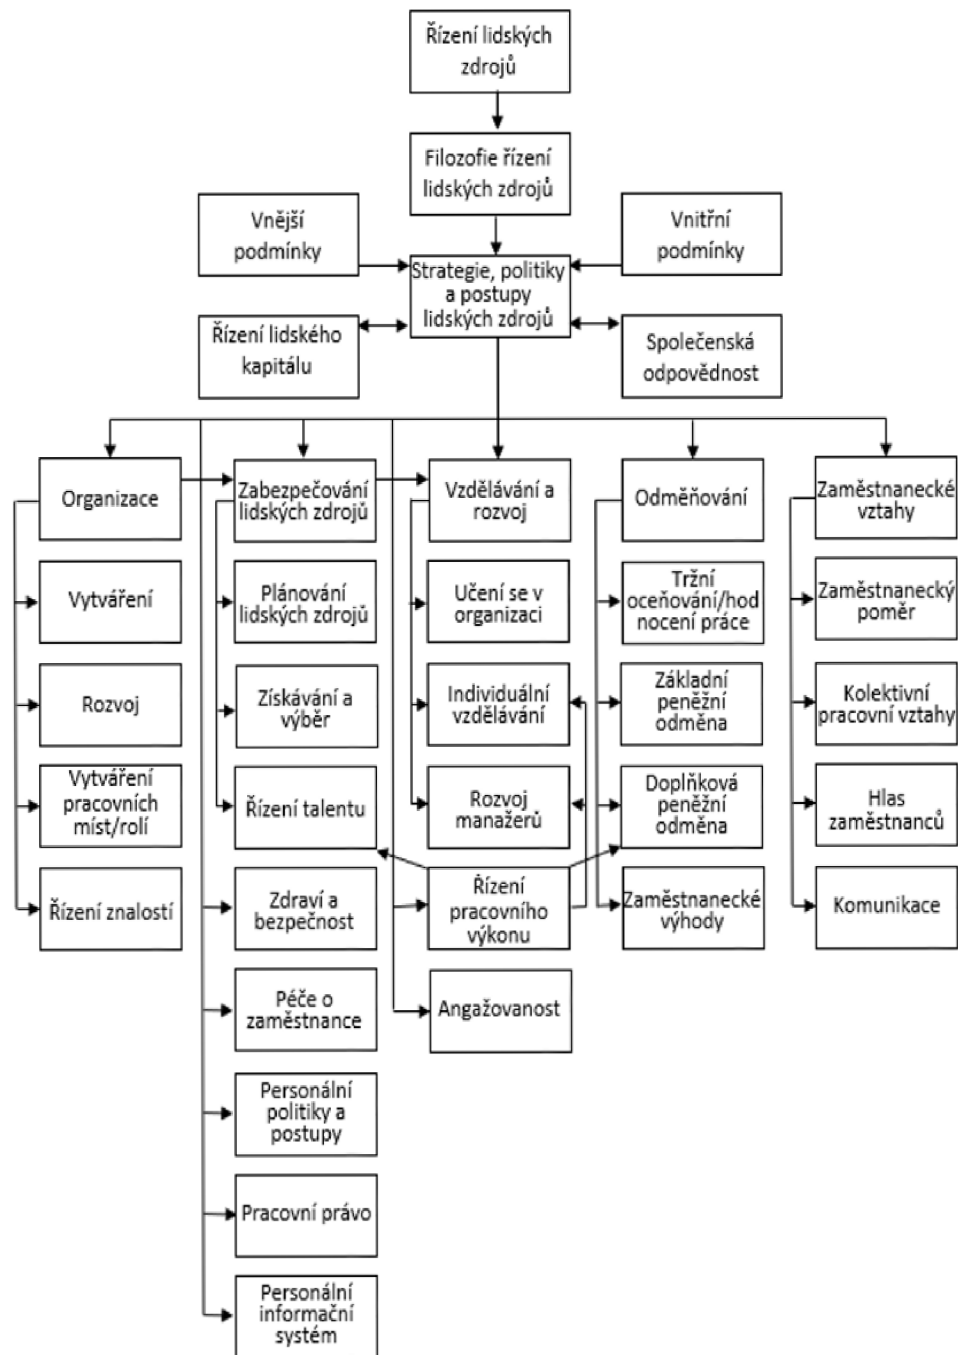 Řízení lidských
zdrojů
Filozofie řízení
lidských zdrojů
Vnější
podmínky
Vnitřní
podmínky
Strategie, politiky
a postupy
lidských zdrojů
Řízení lidského
kapitálu
Společenská
odpovědnost
Organizace
Zabezpečování
lidských zdrojů
Vzdělávání a
rozvoj
Odměňování
Zaměstnanecké
vztahy
Vytváření
Plánování
lidských zdrojů
Učení se v
organizaci
Tržní
oceňování/hod
nocení práce
Zaměstnanecký
poměr
Rozvoj
Získávání a
výběr
Individuální
vzdělávání
Základní
peněžní
odměna
Kolektivní
pracovní vztahy
Vytváření
pracovních
míst/rolí
Řízení talentu
Rozvoj
manažerů
Doplňková
peněžní
odměna
Hlas
zaměstnanců
Řízení znalostí
Zdraví a
bezpečnost
Řízení
pracovního
výkonu
Zaměstnanecké
výhody
Komunikace
Péče o
zaměstnance
Angažovanost
Personální
politiky a
postupy
Pracovní právo
Personální
informační
systém